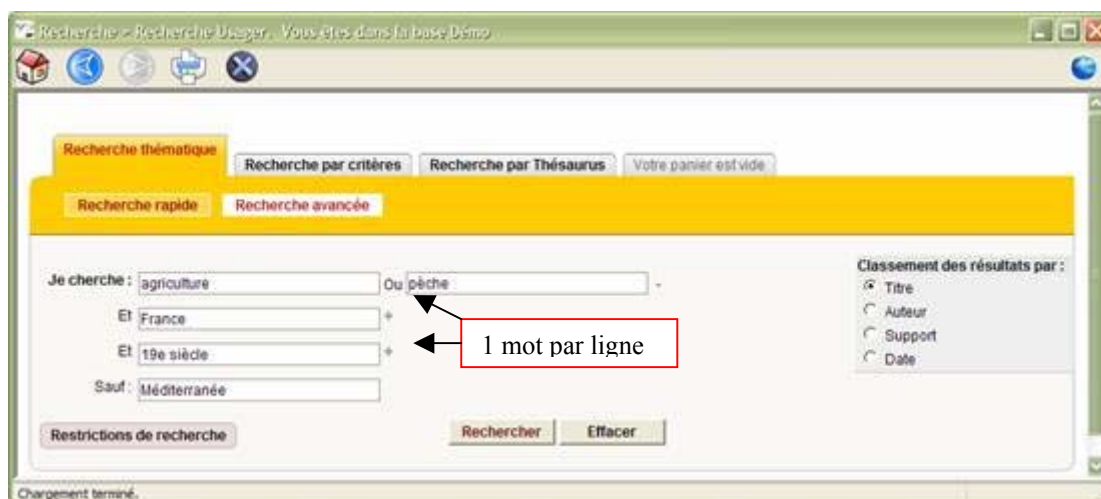 Recherche > Recherche Usager. Vous êtes dans la base Démo
Recherche thématique
Recherche par critères
Recherche par Thésaurus
Votre panier est vide
Recherche rapide
Recherche avancée
Je cherche : agriculture Ou pêche -
Et France +
Et 19e siècle +
Sauf : Méditerranée
1 mot par ligne
Classement des résultats par :
Titre
Auteur
Support
Date
Restrictions de recherche
Rechercher
Effacer
Chargement terminé.